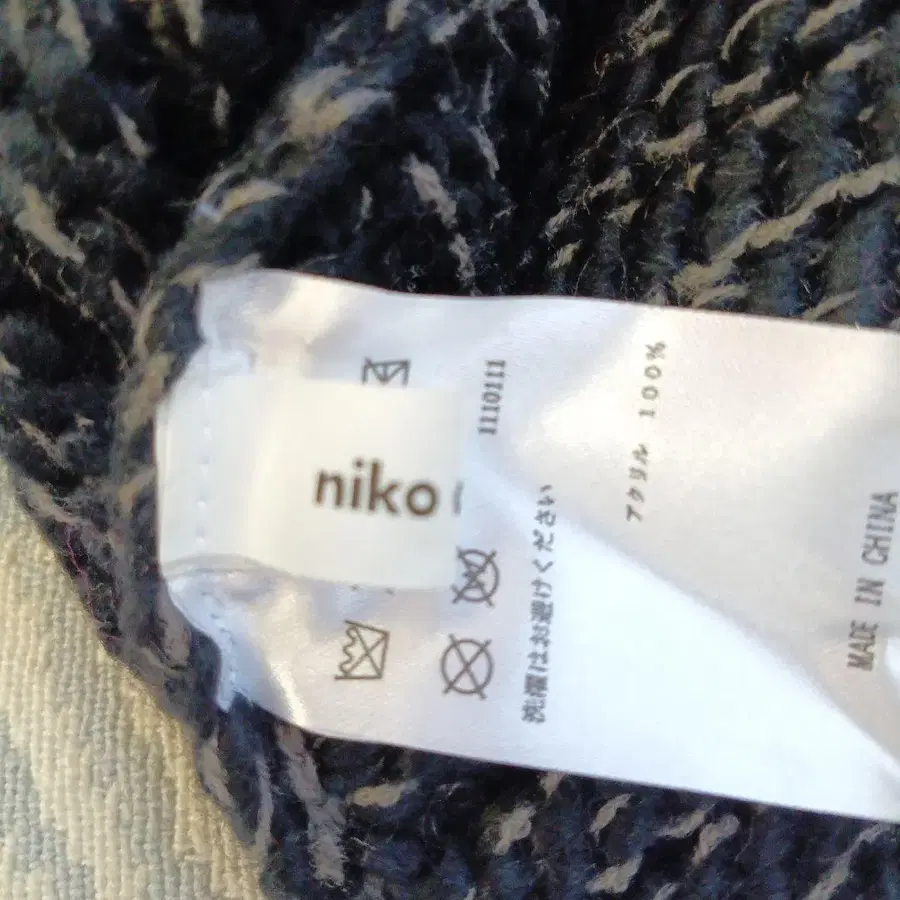 niko
1110111
洗濯はお避けください
アクリル 100%
MADE IN CHINA